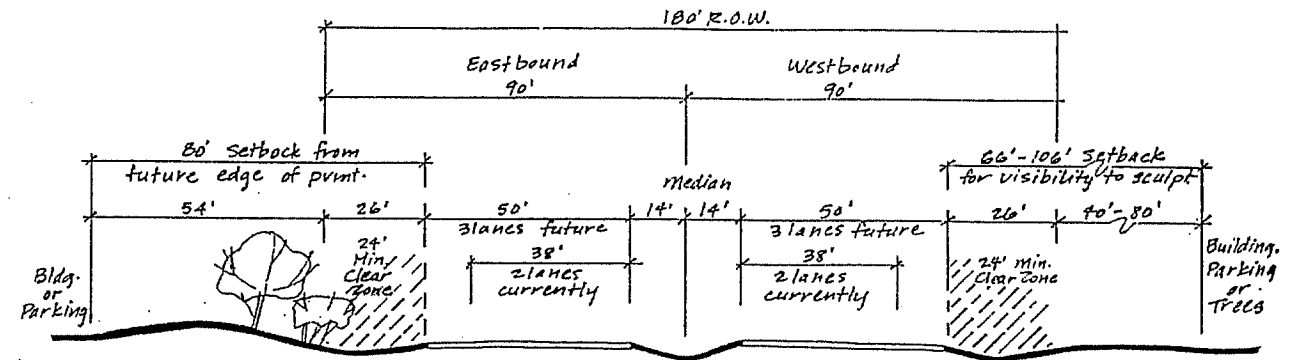 180' R.O.W.
Eastbound
90'
Westbound
90'
80' setback from
future edge of pvmt.
66'-106' setback
for visibility to sculpt
Median
54'
26'
50'
14'
14'
50'
26'
40'-80'
3 lanes future
3 lanes future
38'
2 lanes
currently
38'
2 lanes
currently
24'
Min.
Clear
Zone
24' min.
Clear Zone
Bldg.
or
Parking
Building,
Parking
or
Trees